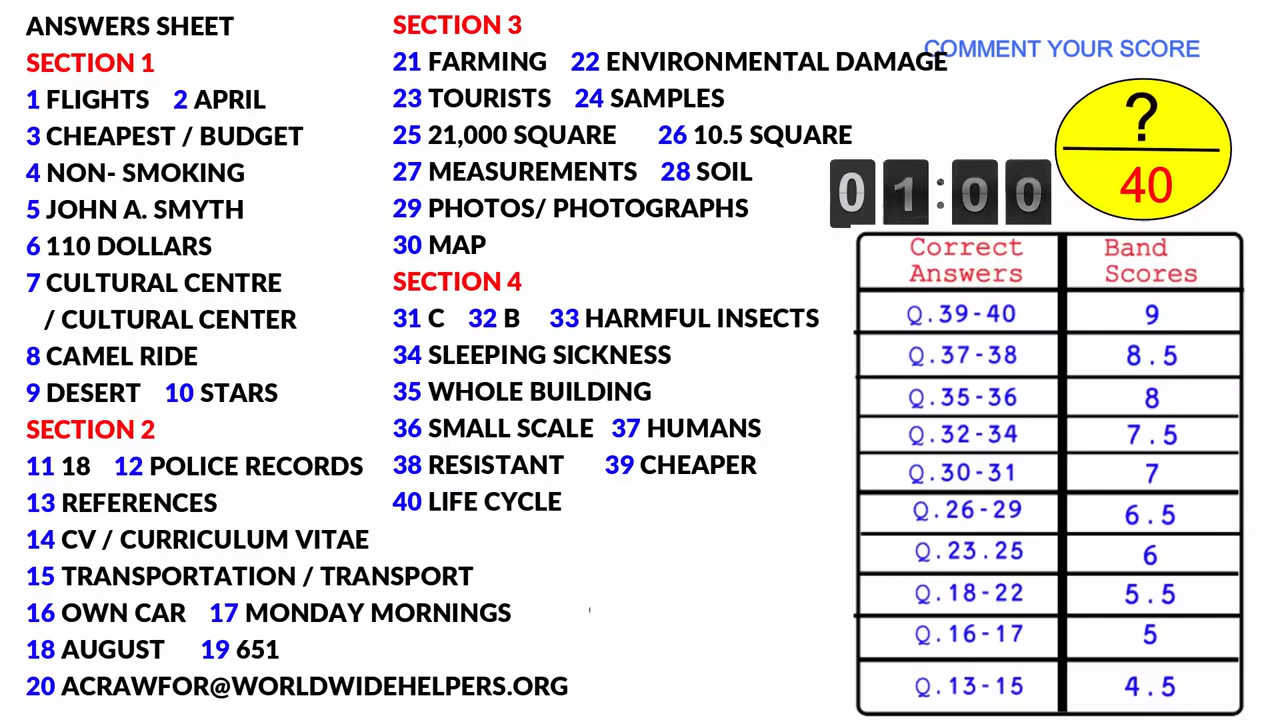 ANSWERS SHEET
SECTION 1
1 FLIGHTS 2 APRIL
3 CHEAPEST / BUDGET
4 NON- SMOKING
5 JOHN A. SMYTH
6 110 DOLLARS
7 CULTURAL CENTRE
/ CULTURAL CENTER
8 CAMEL RIDE
9 DESERT 10 STARS
SECTION 2
11 18 12 POLICE RECORDS
13 REFERENCES
14 CV / CURRICULUM VITAE
15 TRANSPORTATION / TRANSPORT
16 OWN CAR 17 MONDAY MORNINGS
18 AUGUST 19 651
20 ACRAWFOR@WORLDWIDEHELPERS.ORG
SECTION 3
21 FARMING 22 ENVIRONMENTAL DAMAGE
23 TOURISTS 24 SAMPLES
25 21,000 SQUARE 26 10.5 SQUARE
27 MEASUREMENTS 28 SOIL
29 PHOTOS/ PHOTOGRAPHS
30 MAP
SECTION 4
31 C 32 B 33 HARMFUL INSECTS
34 SLEEPING SICKNESS
35 WHOLE BUILDING
36 SMALL SCALE 37 HUMANS
38 RESISTANT 39 CHEAPER
40 LIFE CYCLE
COMMENT YOUR SCORE
?
40
01:00
Correct Answers Band Scores
Q.39-40 9
Q.37-38 8.5
Q.35-36 8
Q.32-34 7.5
Q.30-31 7
Q.26-29 6.5
Q.23.25 6
Q.18-22 5.5
Q.16-17 5
Q.13-15 4.5